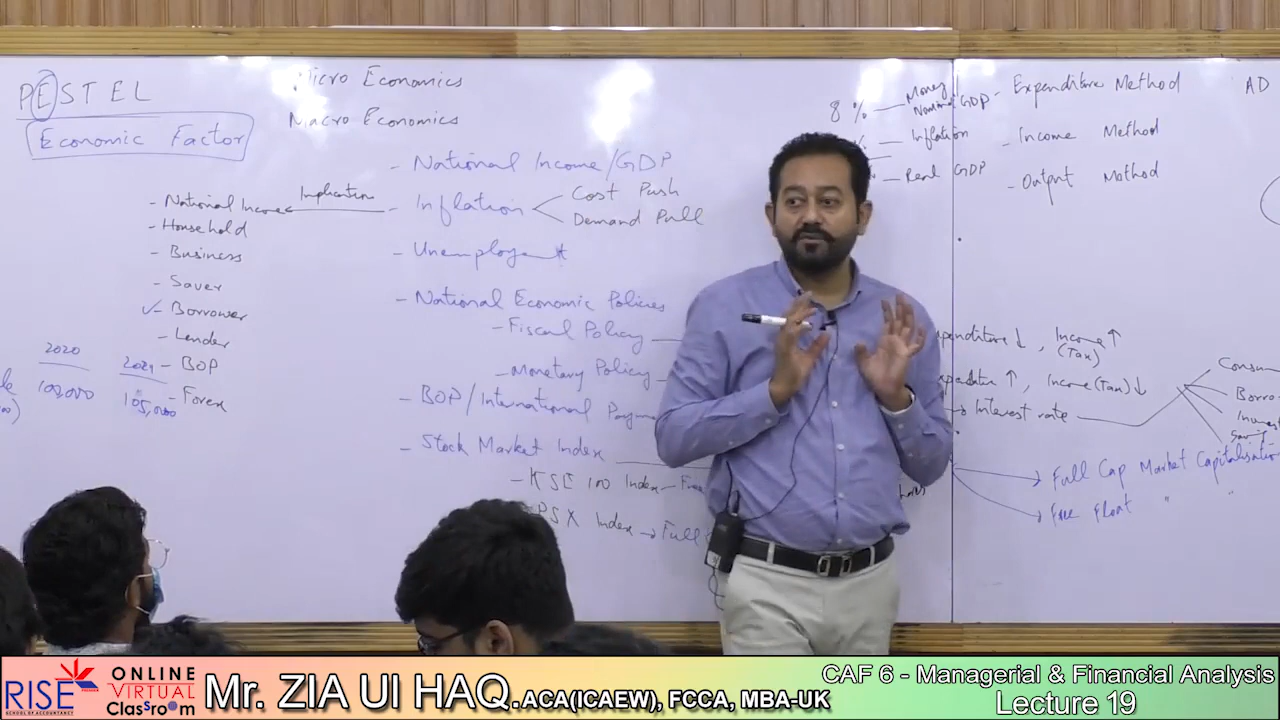 PESTEL
Economic Factor
Micro Economics
Macro Economics
- National Income/GDP
- Inflation < Cost Push
Demand Pull
Implication
- National Income
- Household
- Business
- Saver
✓ Borrower
- Lender
- BOP
- Forex
2020
2021
100,000
105,000
- Unemployment
- National Economic Policies
- Fiscal Policy
- Monetary Policy
- BOP/International
- Stock Market Index
- KSE 100 Index - Free
PSX Index → Full
8% - Money
Nominal GDP
Inflation
- Real GDP
- Expenditure Method
- Income Method
- Output Method
AD
↓, Income ↑
(Tax)
↑, Income (Tax) ↓
→ Interest rate
Full Cap Market Capitalisation
Free Float " "
RISE
SCHOOL OF ACCOUNTANCY
ONLINE
VIRTUAL
Classroom
Mr. ZIA Ul HAQ. ACA(ICAEW), FCCA, MBA-UK
CAF 6 - Managerial & Financial Analysis
Lecture 19